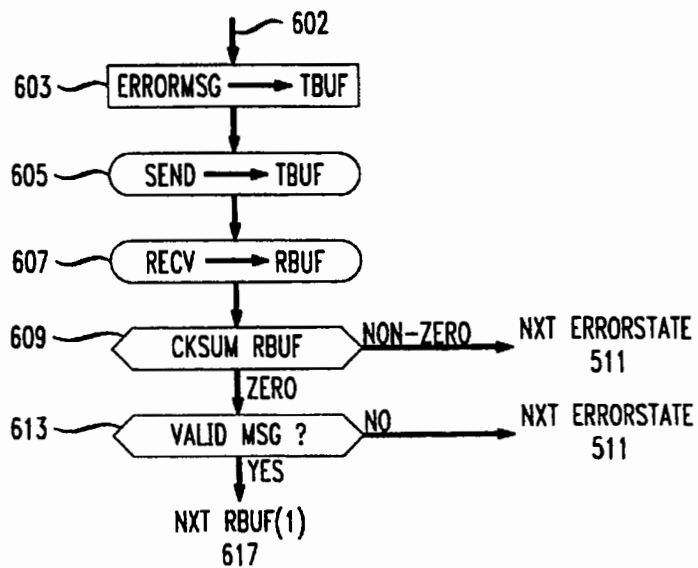 602
603 ERRORMSG TBUF
605 SEND TBUF
607 RECV RBUF
609 CKSUM RBUF NON-ZERO NXT ERRORSTATE
511
ZERO
613 VALID MSG ? NO NXT ERRORSTATE
511
YES
NXT RBUF(1)
617